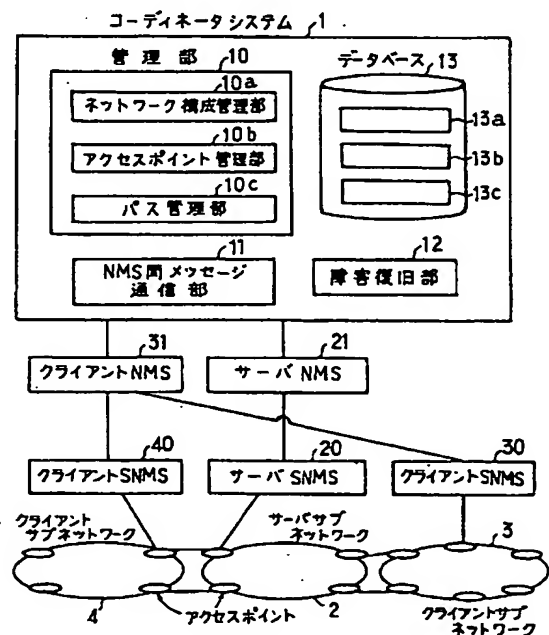 コーディネータシステム 1
管理部 10
10a
ネットワーク構成管理部
10b
アクセスポイント管理部
10c
パス管理部
データベース 13
13a
13b
13c
11
NMS間メッセージ
通信部
12
障害復旧部
31
クライアントNMS
21
サーバNMS
40
クライアントSNMS
20
サーバSNMS
30
クライアントSNMS
クライアント
サブネットワーク
サーバサブ
ネットワーク
3
4
アクセスポイント
2
クライアントサブ
ネットワーク